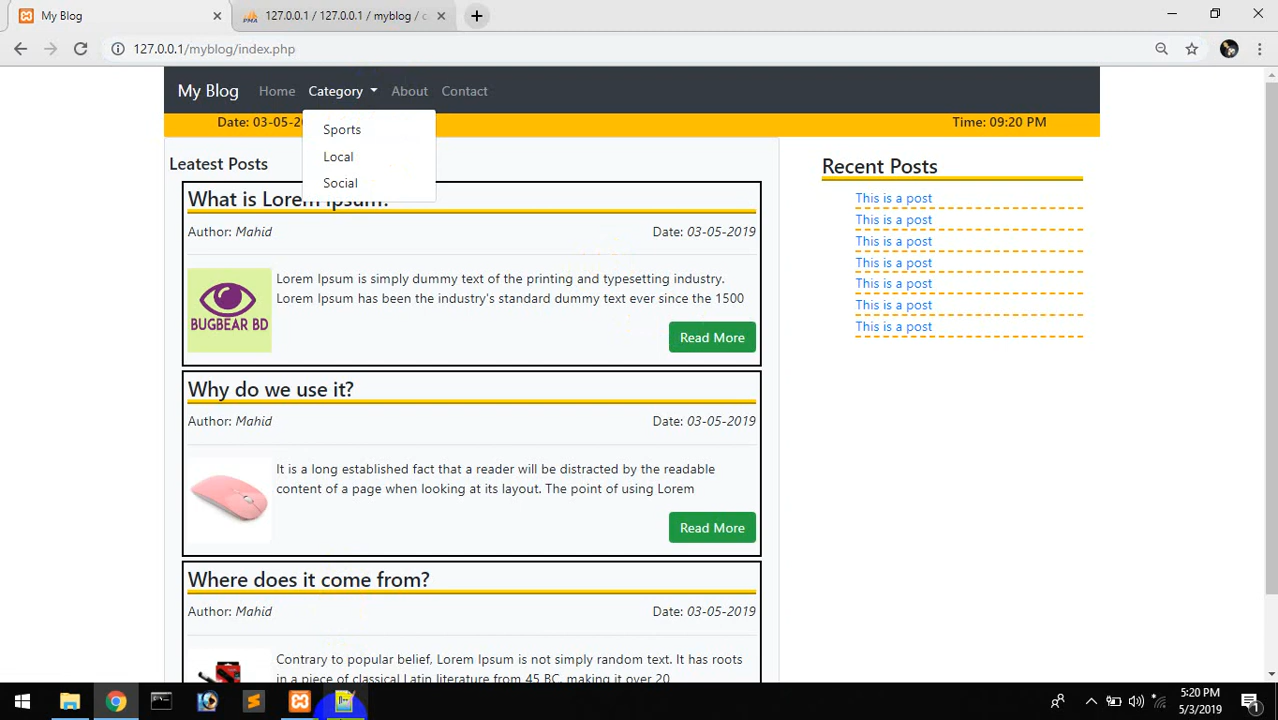 My Blog
127.0.0.1 / 127.0.0.1 / myblog / c
127.0.0.1/myblog/index.php
My Blog Home Category About Contact
Date: 03-05-2 Time: 09:20 PM
Sports
Local
Social
Leatest Posts
What is Lorem Ipsum?
Author: Mahid Date: 03-05-2019
BUGBEAR BD
Lorem Ipsum is simply dummy text of the printing and typesetting industry.
Lorem Ipsum has been the industry's standard dummy text ever since the 1500
Read More
Why do we use it?
Author: Mahid Date: 03-05-2019
It is a long established fact that a reader will be distracted by the readable
content of a page when looking at its layout. The point of using Lorem
Read More
Where does it come from?
Author: Mahid Date: 03-05-2019
Contrary to popular belief, Lorem Ipsum is not simply random text. It has roots
in a piece of classical Latin literature from 45 BC, making it over 20
Recent Posts
This is a post
This is a post
This is a post
This is a post
This is a post
This is a post
This is a post
5:20 PM
5/3/2019